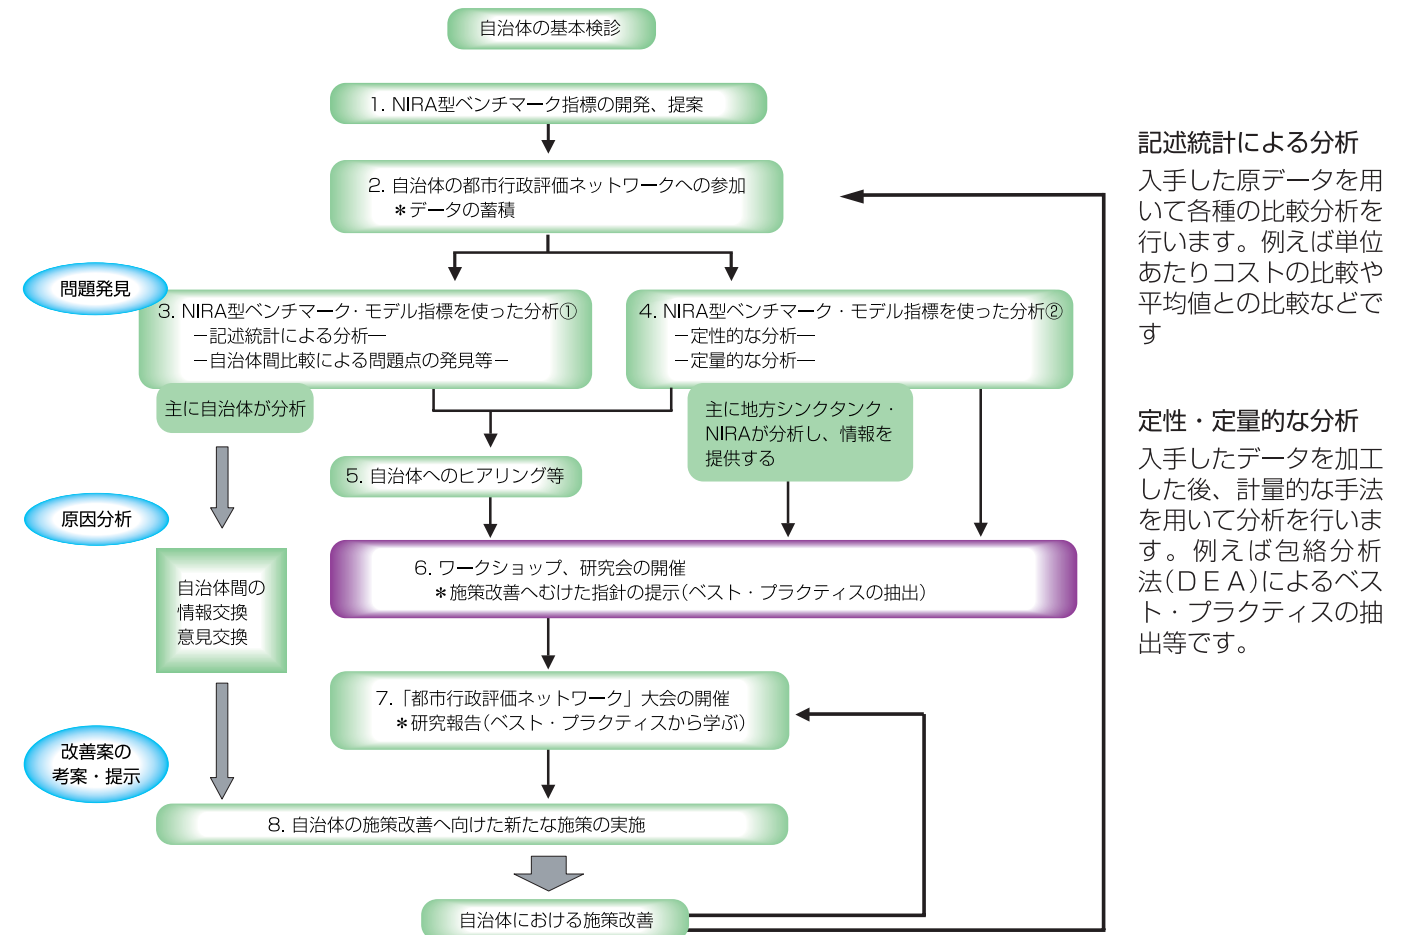 自治体の基本検診
1. NIRA型ベンチマーク指標の開発、提案
2. 自治体の都市行政評価ネットワークへの参加
＊データの蓄積
問題発見
3. NIRA型ベンチマーク・モデル指標を使った分析①
－記述統計による分析―
－自治体間比較による問題点の発見等－
4. NIRA型ベンチマーク・モデル指標を使った分析②
－定性的な分析―
－定量的な分析―
主に自治体が分析
主に地方シンクタンク・
NIRAが分析し、情報を
提供する
5. 自治体へのヒアリング等
原因分析
自治体間の
情報交換
意見交換
6. ワークショップ、研究会の開催
＊施策改善へむけた指針の提示(ベスト・プラクティスの抽出)
7.「都市行政評価ネットワーク」大会の開催
＊研究報告(ベスト・プラクティスから学ぶ)
改善案の
考案・提示
8. 自治体の施策改善へ向けた新たな施策の実施
自治体における施策改善
記述統計による分析
入手した原データを用
いて各種の比較分析を
行います。例えば単位
あたりコストの比較や
平均値との比較などで
す
定性・定量的な分析
入手したデータを加工
した後、計量的な手法
を用いて分析を行いま
す。例えば包絡分析
法(ＤＥＡ)によるベス
ト・プラクティスの抽
出等です。